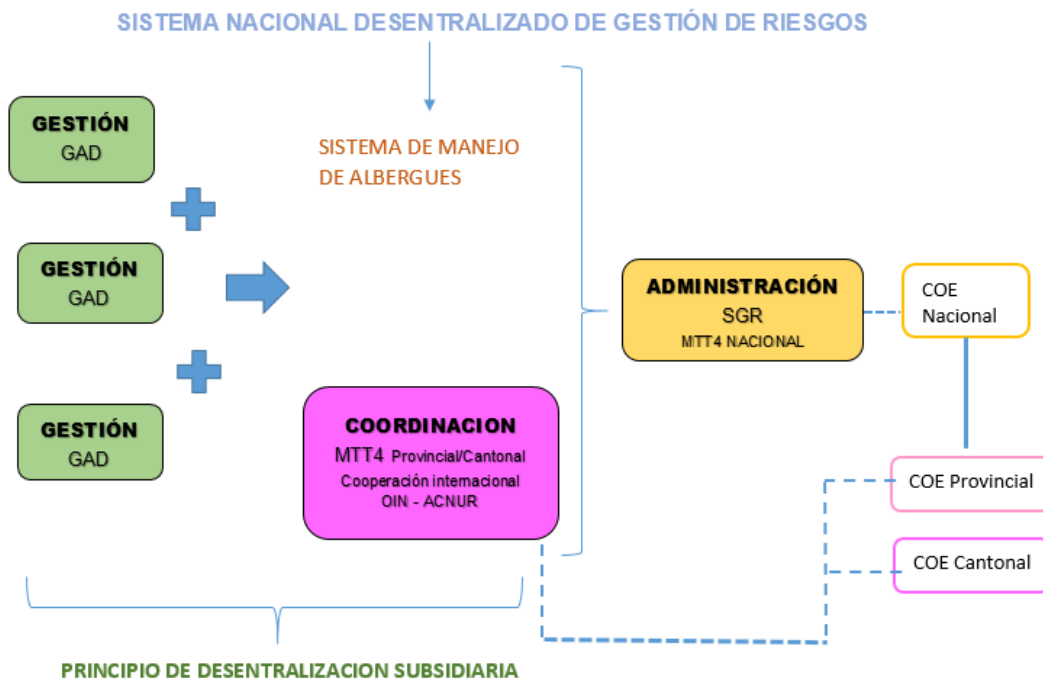 SISTEMA NACIONAL DESENTRALIZADO DE GESTIÓN DE RIESGOS
GESTIÓN
GAD
SISTEMA DE MANEJO
DE ALBERGUES
GESTIÓN
GAD
ADMINISTRACIÓN
SGR
MTT4 NACIONAL
COE
Nacional
GESTIÓN
GAD
COORDINACION
MTT4 Provincial/Cantonal
Cooperación internacional
OIN - ACNUR
COE Provincial
COE Cantonal
PRINCIPIO DE DESENTRALIZACION SUBSIDIARIA